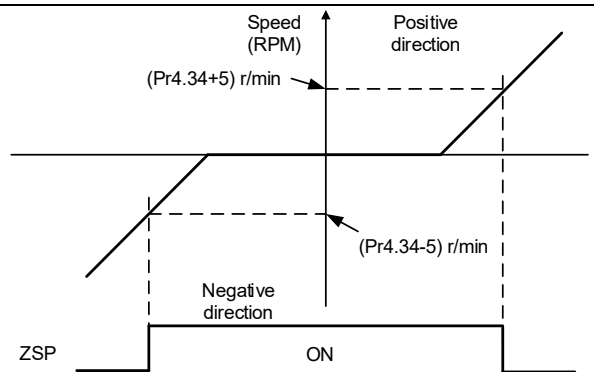 Speed
(RPM)
Positive
direction
(Pr4.34+5) r/min
(Pr4.34-5) r/min
Negative
direction
ZSP
ON